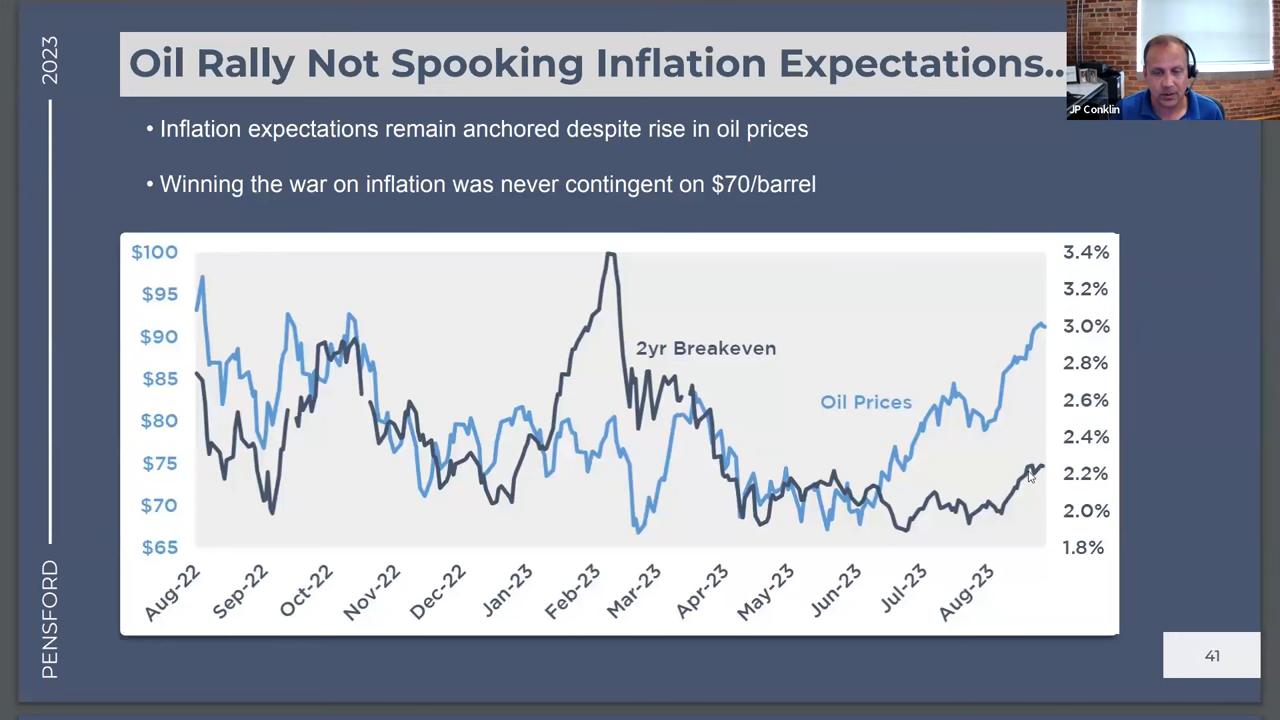 2023
PENSFORD
Oil Rally Not Spooking Inflation Expectations..
JP Conklin
• Inflation expectations remain anchored despite rise in oil prices
• Winning the war on inflation was never contingent on $70/barrel
$100
$95
$90
$85
$80
$75
$70
$65
2yr Breakeven
Oil Prices
3.4%
3.2%
3.0%
2.8%
2.6%
2.4%
2.2%
2.0%
1.8%
Aug-22
Sep-22
Oct-22
Nov-22
Dec-22
Jan-23
Feb-23
Mar-23
Apr-23
May-23
Jun-23
Jul-23
Aug-23
41